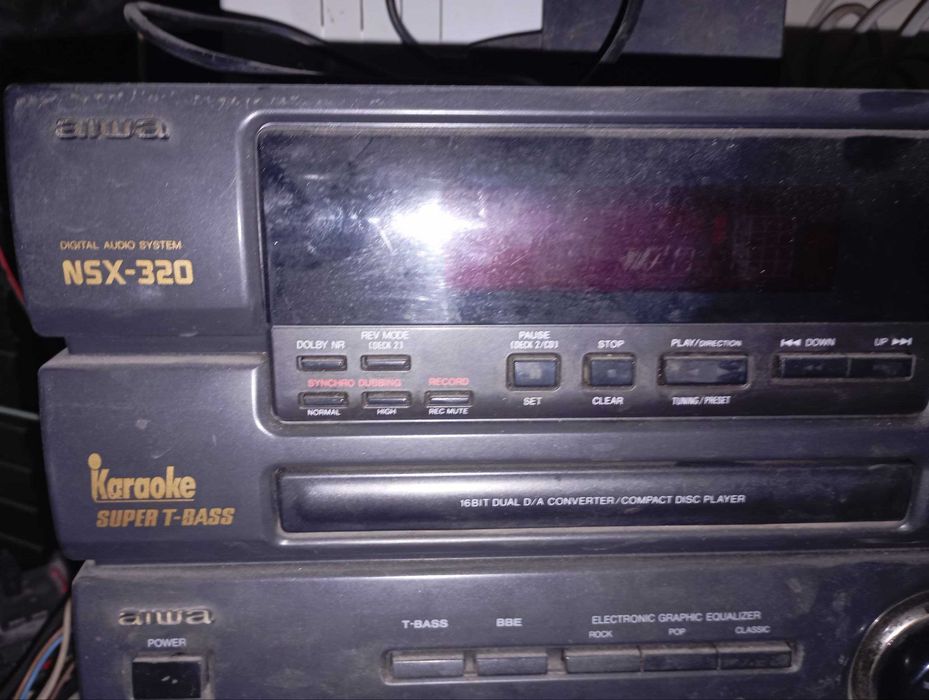 aiwa
DIGITAL AUDIO SYSTEM
NSX-320
DOLBY NR
REV MODE
(DECK 2)
PAUSE
(DECK 2/CD)
STOP
PLAY/DIRECTION
⏮ DOWN
UP ⏭
SYNCHRO DUBBING
RECORD
NORMAL
HIGH
REC MUTE
SET
CLEAR
TUNING/PRESET
Karaoke
SUPER T-BASS
16BIT DUAL D/A CONVERTER/COMPACT DISC PLAYER
aiwa
POWER
T-BASS
BBE
ELECTRONIC GRAPHIC EQUALIZER
ROCK
POP
CLASSIC